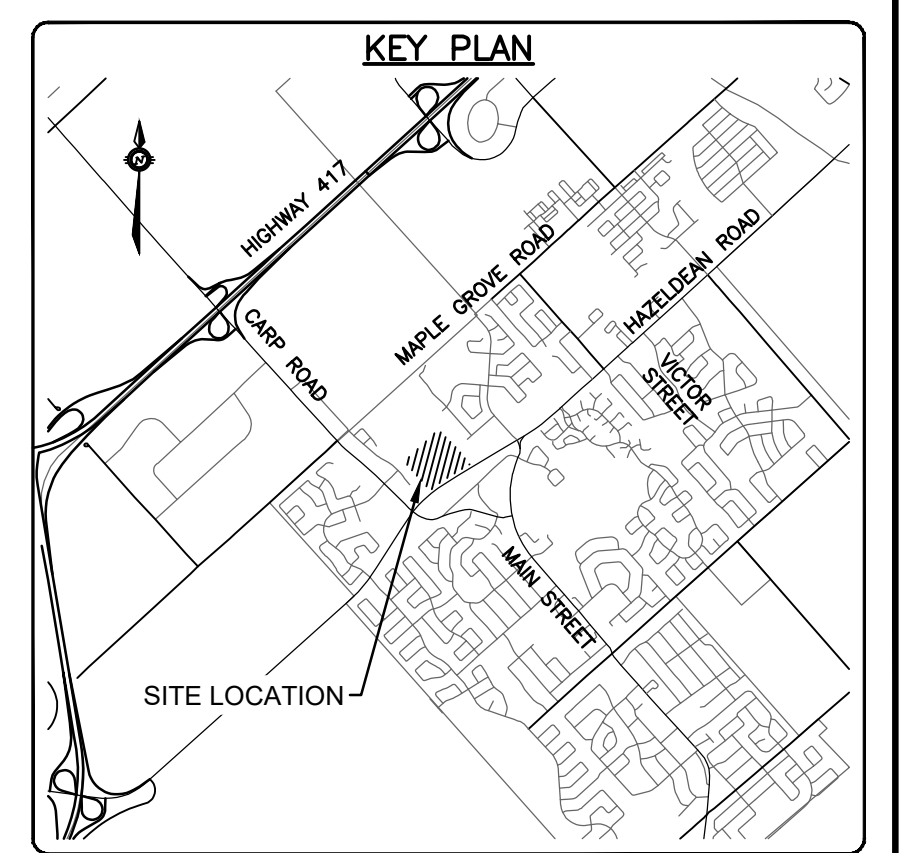 KEY PLAN
N
HIGHWAY 417
CARP ROAD
MAPLE GROVE ROAD
HAZELDEAN ROAD
VICTOR
STREET
MAIN STREET
SITE LOCATION